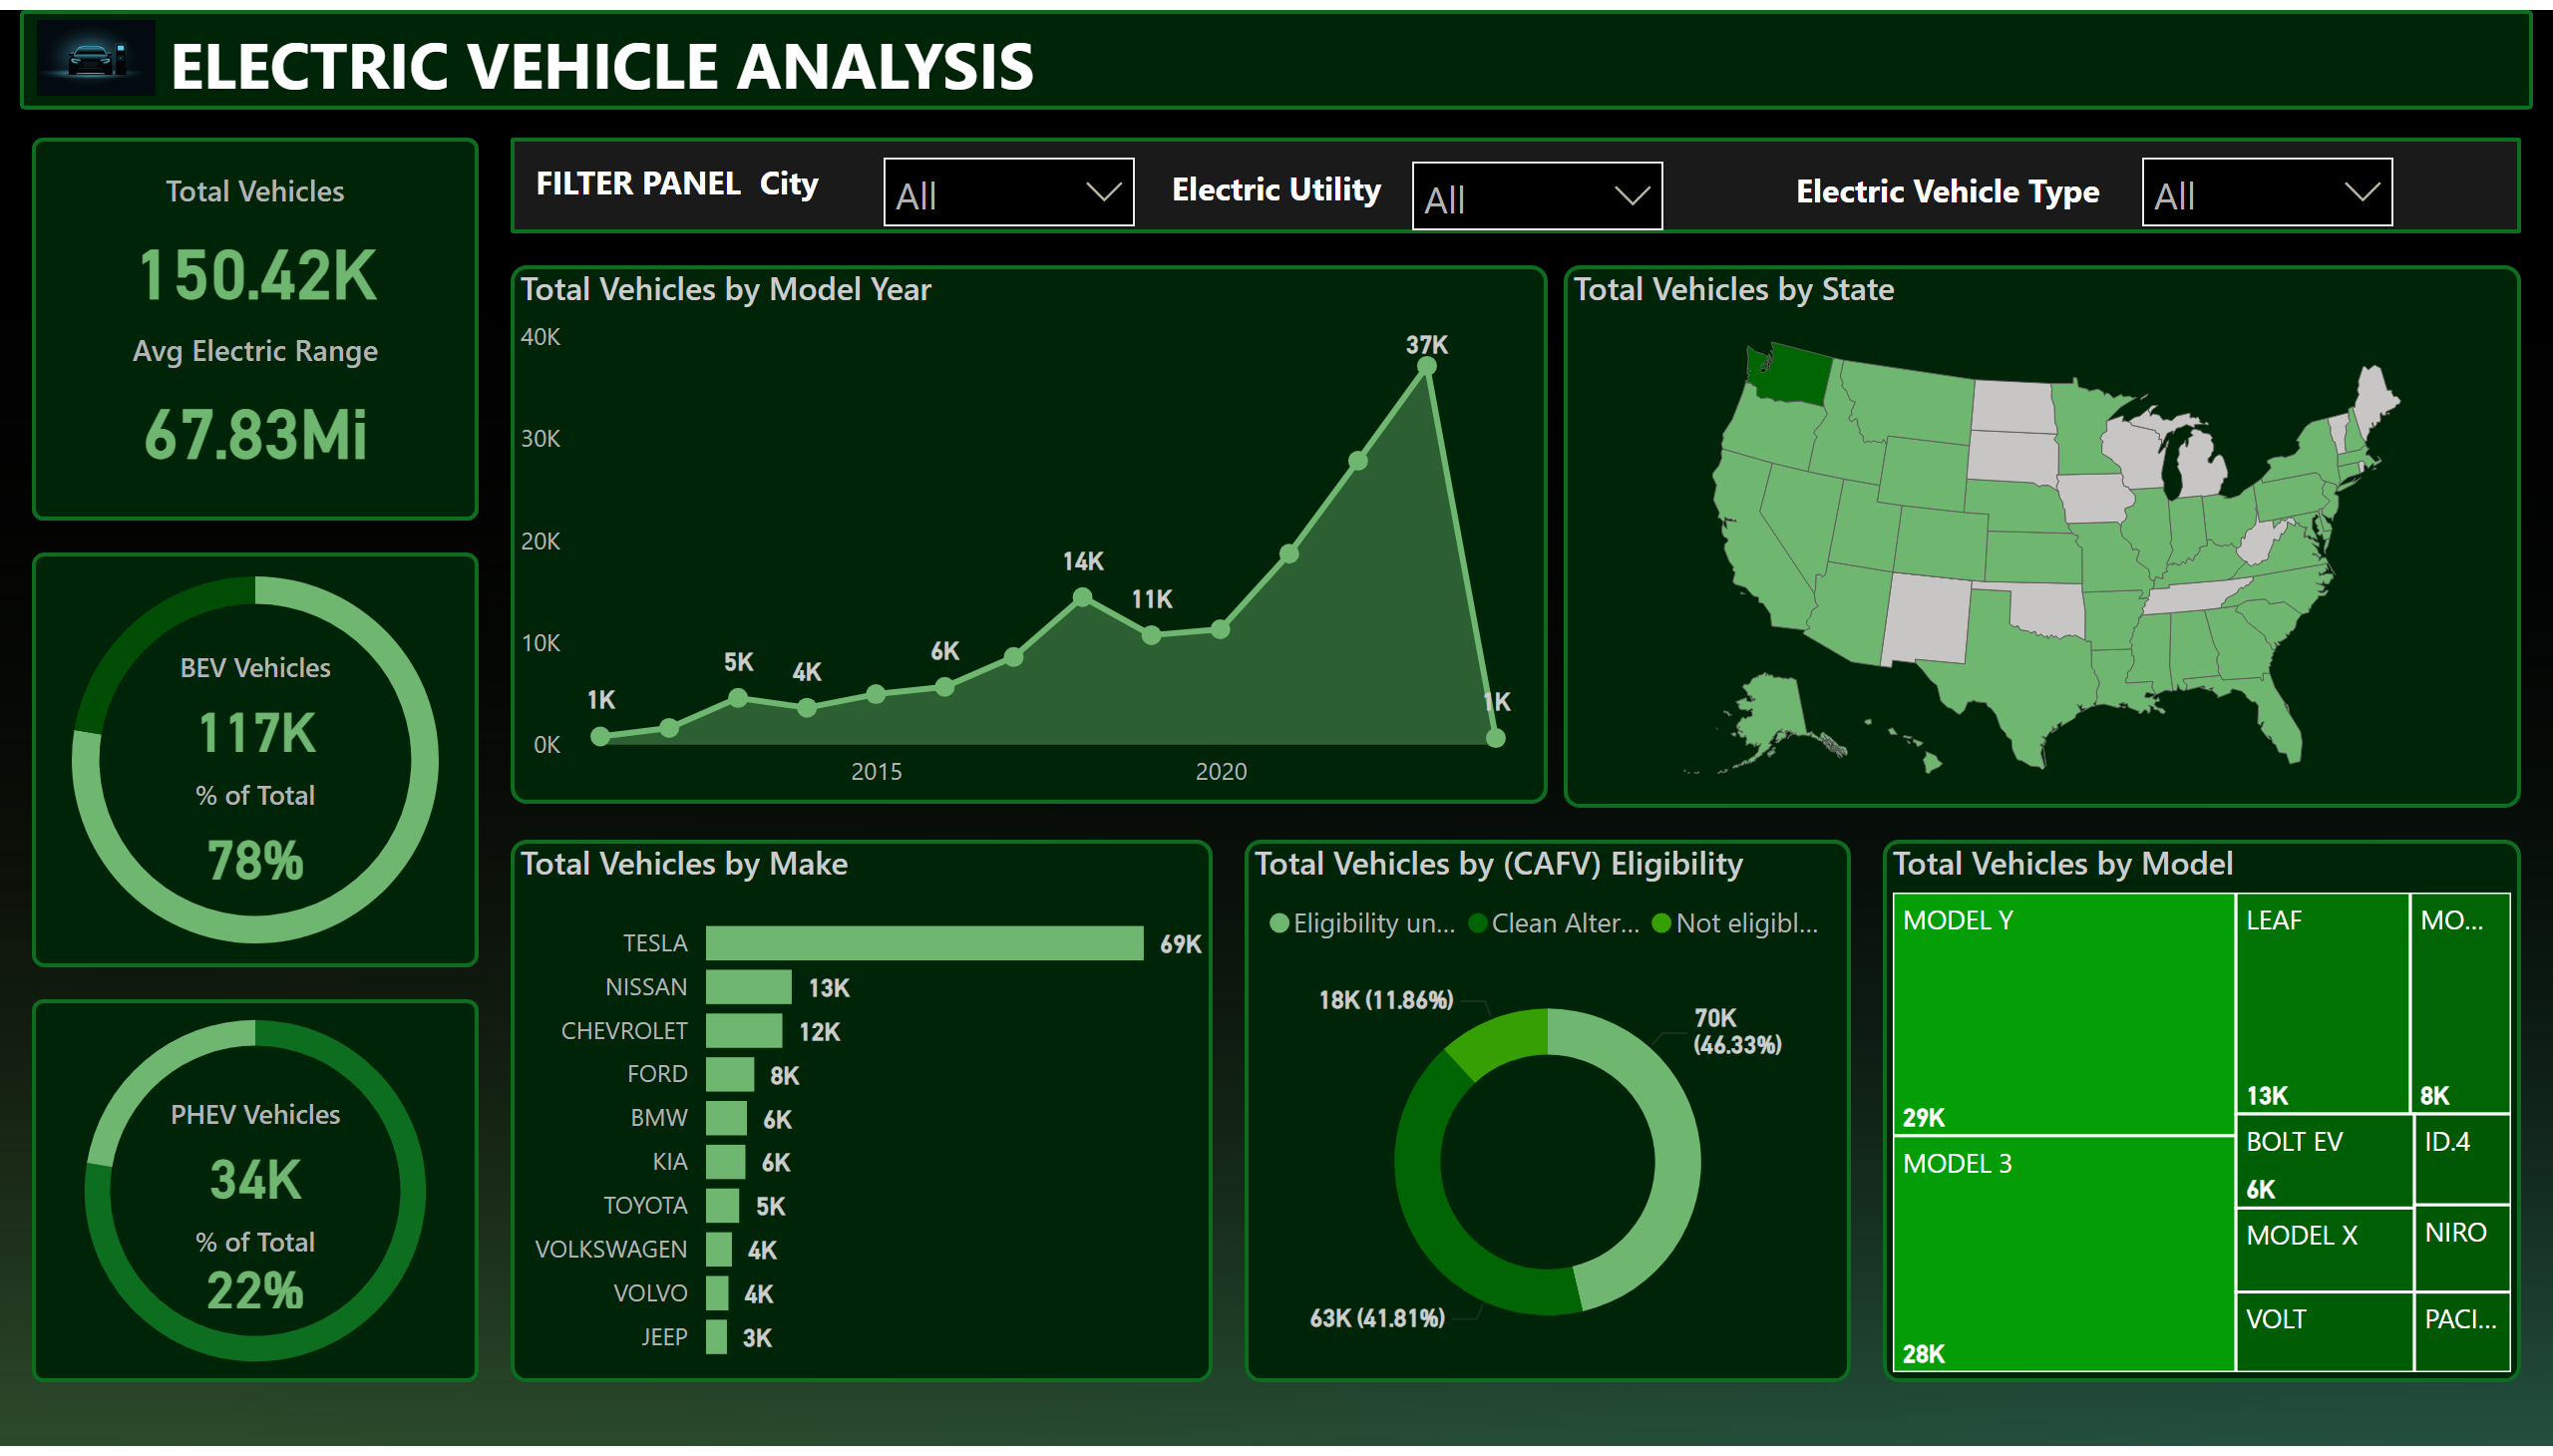 ELECTRIC VEHICLE ANALYSIS
Total Vehicles
150.42K
Avg Electric Range
67.83Mi
FILTER PANEL City All Electric Utility All Electric Vehicle Type All
BEV Vehicles
117K
% of Total
78%
PHEV Vehicles
34K
% of Total
22%
Total Vehicles by Model Year
40K
30K
20K
10K
0K
1K
5K
4K
6K
14K
11K
37K
1K
2015 2020
Total Vehicles by State
Total Vehicles by Make
TESLA 69K
NISSAN 13K
CHEVROLET 12K
FORD 8K
BMW 6K
KIA 6K
TOYOTA 5K
VOLKSWAGEN 4K
VOLVO 4K
JEEP 3K
Total Vehicles by (CAFV) Eligibility
Eligibility un... Clean Alter... Not eligibl...
18K (11.86%)
70K
(46.33%)
63K (41.81%)
Total Vehicles by Model
MODEL Y
29K
MODEL 3
28K
LEAF
13K
MO...
8K
BOLT EV
6K
ID.4
MODEL X
NIRO
VOLT
PACI...